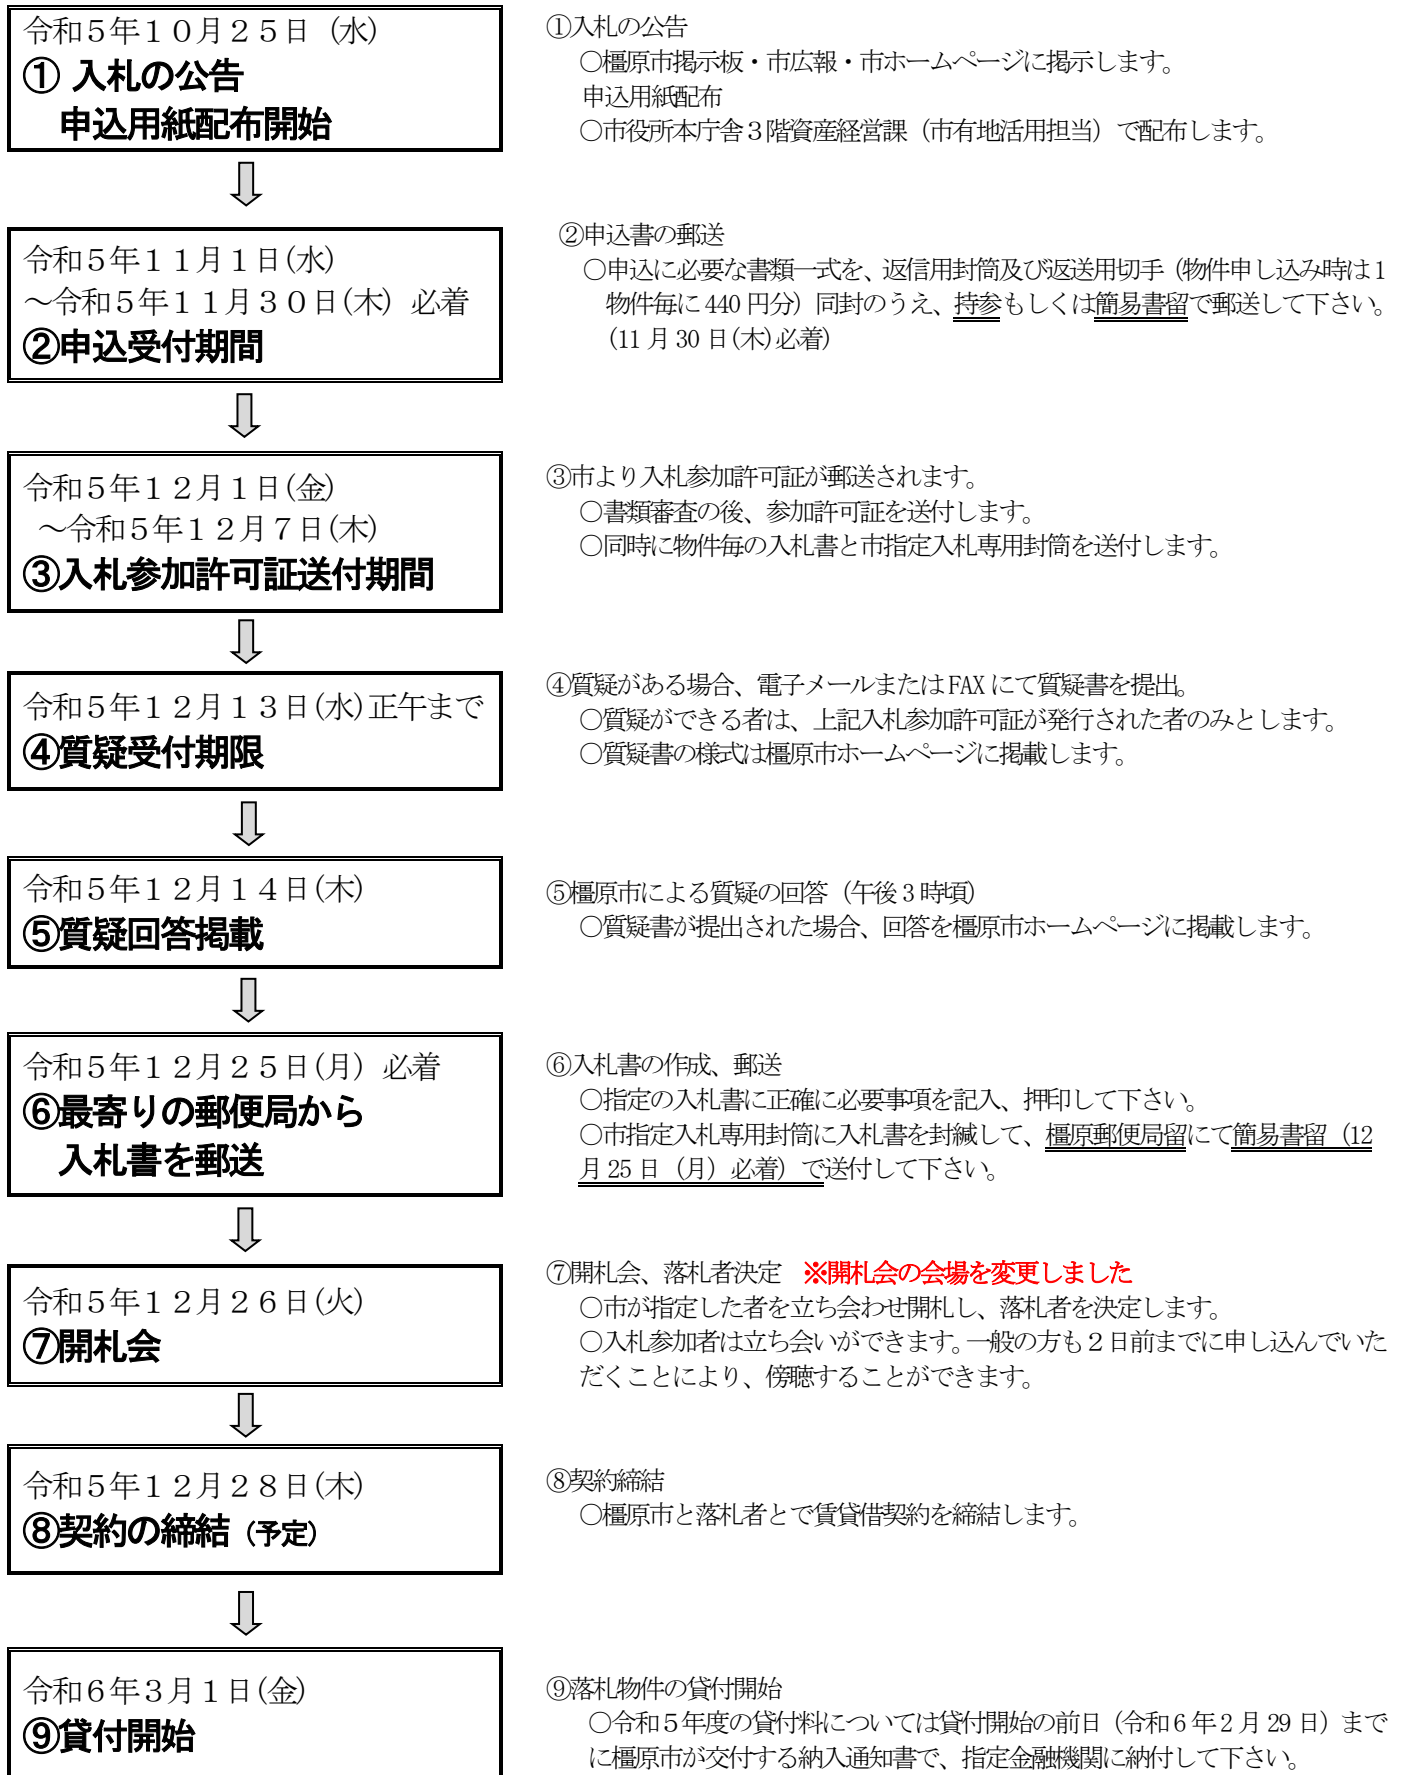 令和５年１０月２５日（水）
① 入札の公告
申込用紙配布開始
①入札の公告
○橿原市掲示板・市広報・市ホームページに掲示します。
申込用紙配布
○市役所本庁舎３階資産経営課（市有地活用担当）で配布します。
令和５年１１月１日(水)
～令和５年１１月３０日(木) 必着
②申込受付期間
②申込書の郵送
○申込に必要な書類一式を、返信用封筒及び返送用切手（物件申し込み時は1
物件毎に 440 円分）同封のうえ、持参もしくは簡易書留で郵送して下さい。
(11 月 30 日(木)必着)
令和５年１２月１日(金)
～令和５年１２月７日(木)
③入札参加許可証送付期間
③市より入札参加許可証が郵送されます。
○書類審査の後、参加許可証を送付します。
○同時に物件毎の入札書と市指定入札専用封筒を送付します。
令和５年１２月１３日(水)正午まで
④質疑受付期限
④質疑がある場合、電子メールまたは FAX にて質疑書を提出。
○質疑ができる者は、上記入札参加許可証が発行された者のみとします。
○質疑書の様式は橿原市ホームページに掲載します。
令和５年１２月１４日(木)
⑤質疑回答掲載
⑤橿原市による質疑の回答（午後３時頃）
○質疑書が提出された場合、回答を橿原市ホームページに掲載します。
令和５年１２月２５日(月) 必着
⑥最寄りの郵便局から
入札書を郵送
⑥入札書の作成、郵送
○指定の入札書に正確に必要事項を記入、押印して下さい。
○市指定入札専用封筒に入札書を封緘して、橿原郵便局留にて簡易書留（12
月 25 日（月）必着）で送付して下さい。
令和５年１２月２６日(火)
⑦開札会
⑦開札会、落札者決定　※開札会の会場を変更しました
○市が指定した者を立ち会わせ開札し、落札者を決定します。
○入札参加者は立ち会いができます。一般の方も２日前までに申し込んでいた
だくことにより、傍聴することができます。
令和５年１２月２８日(木)
⑧契約の締結（予定）
⑧契約締結
○橿原市と落札者とで賃貸借契約を締結します。
令和６年３月１日(金)
⑨貸付開始
⑨落札物件の貸付開始
○令和５年度の貸付料については貸付開始の前日（令和６年２月 29 日）まで
に橿原市が交付する納入通知書で、指定金融機関に納付して下さい。